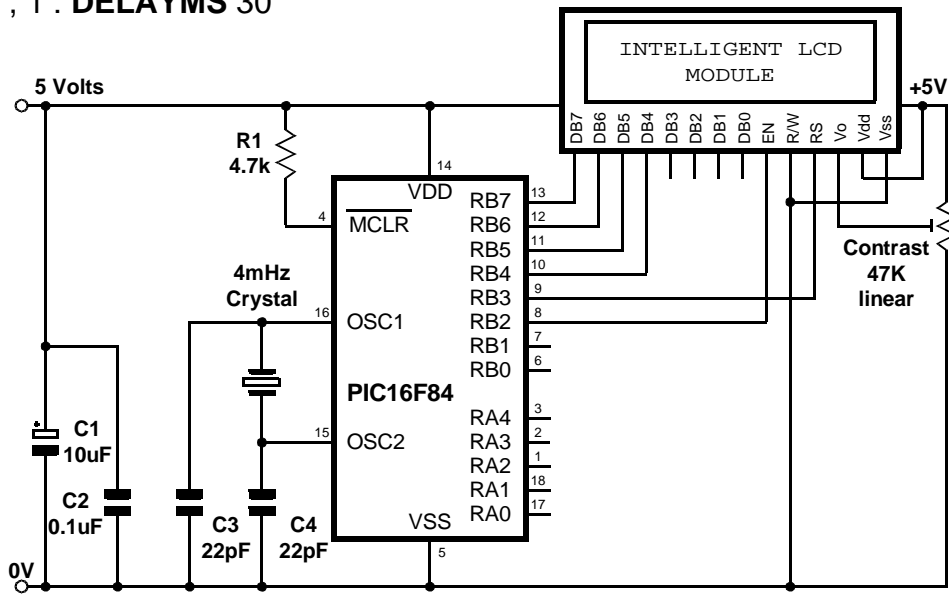 , 1 : DELAYMS 30
INTELLIGENT LCD
MODULE
5 Volts
+5V
DB7
DB6
DB5
DB4
DB3
DB2
DB1
DB0
EN
R/W
RS
Vo
Vdd
Vss
R1
4.7k
14
VDD
4
MCLR
RB7
13
RB6
12
RB5
11
RB4
10
RB3
9
RB2
8
RB1
7
RB0
6
Contrast
47K
linear
4mHz
Crystal
16
OSC1
PIC16F84
15
OSC2
RA4
3
RA3
2
RA2
1
RA1
18
RA0
17
+
C1
10uF
C2
0.1uF
C3
22pF
C4
22pF
VSS
5
0V